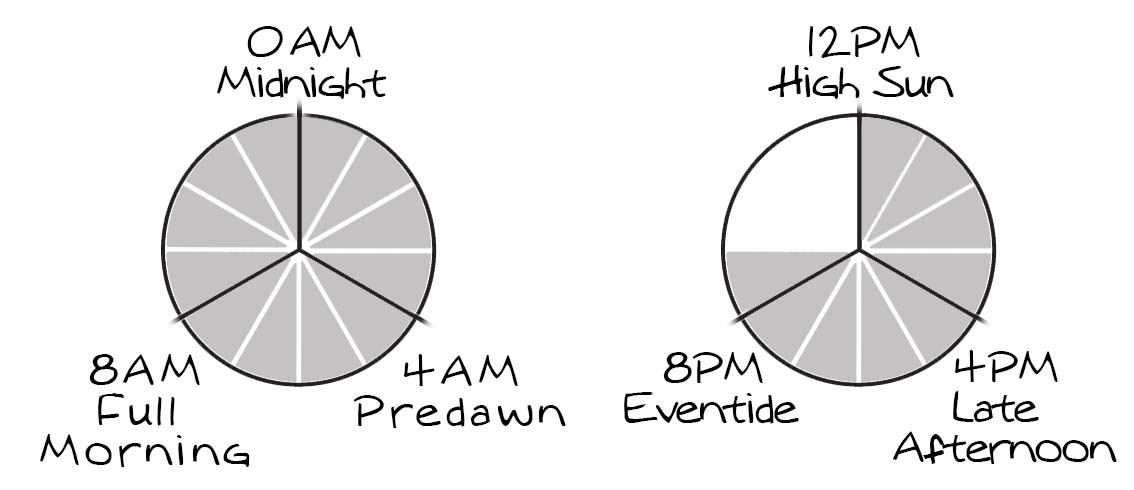 0AM
Midnight
8AM
Full
Morning
4AM
Predawn
12PM
High Sun
8PM
Eventide
4PM
Late
Afternoon